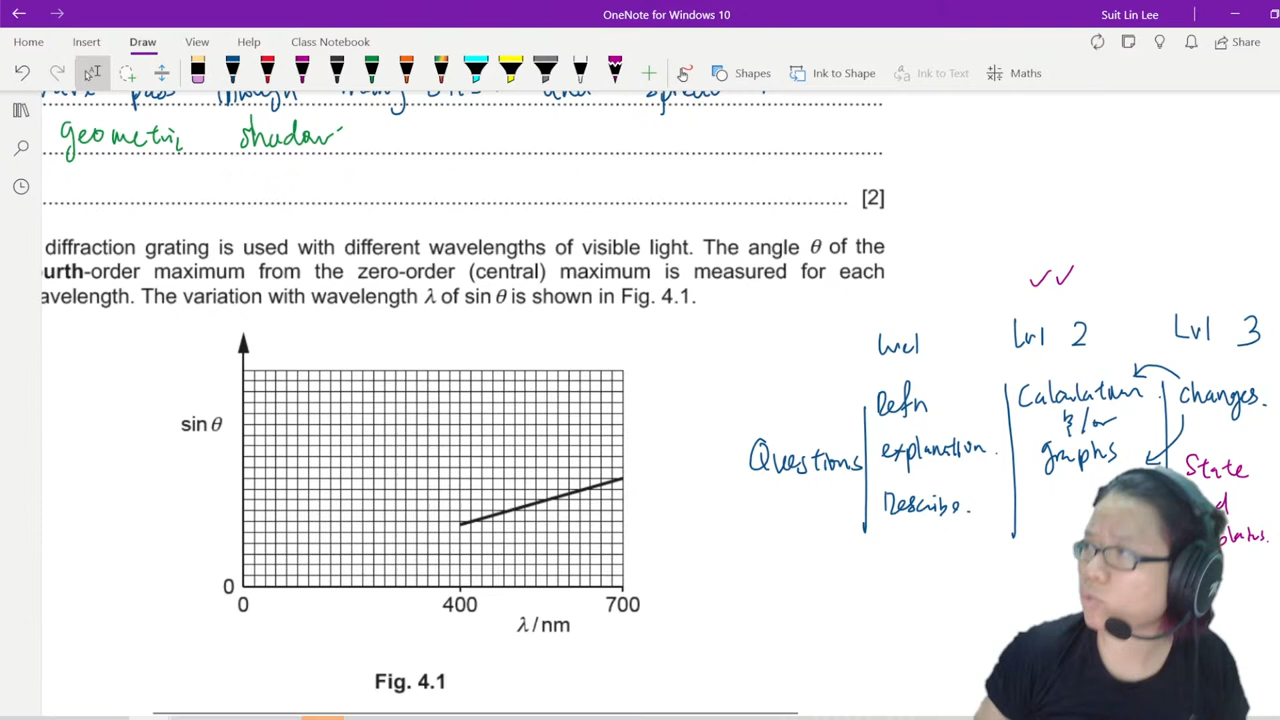 OneNote for Windows 10
Suit Lin Lee
Home Insert Draw View Help Class Notebook
Share
Shapes Ink to Shape Ink to Text Maths
pass through
geometric shadow
[2]
diffraction grating is used with different wavelengths of visible light. The angle θ of the
urth-order maximum from the zero-order (central) maximum is measured for each
avelength. The variation with wavelength λ of sin θ is shown in Fig. 4.1.
sin θ
0
0 400 700
λ / nm
Fig. 4.1
Lvl 2 Lvl 3
Questions
Defn
explanation.
Describe.
Calculation
& / or
graphs
changes.
State